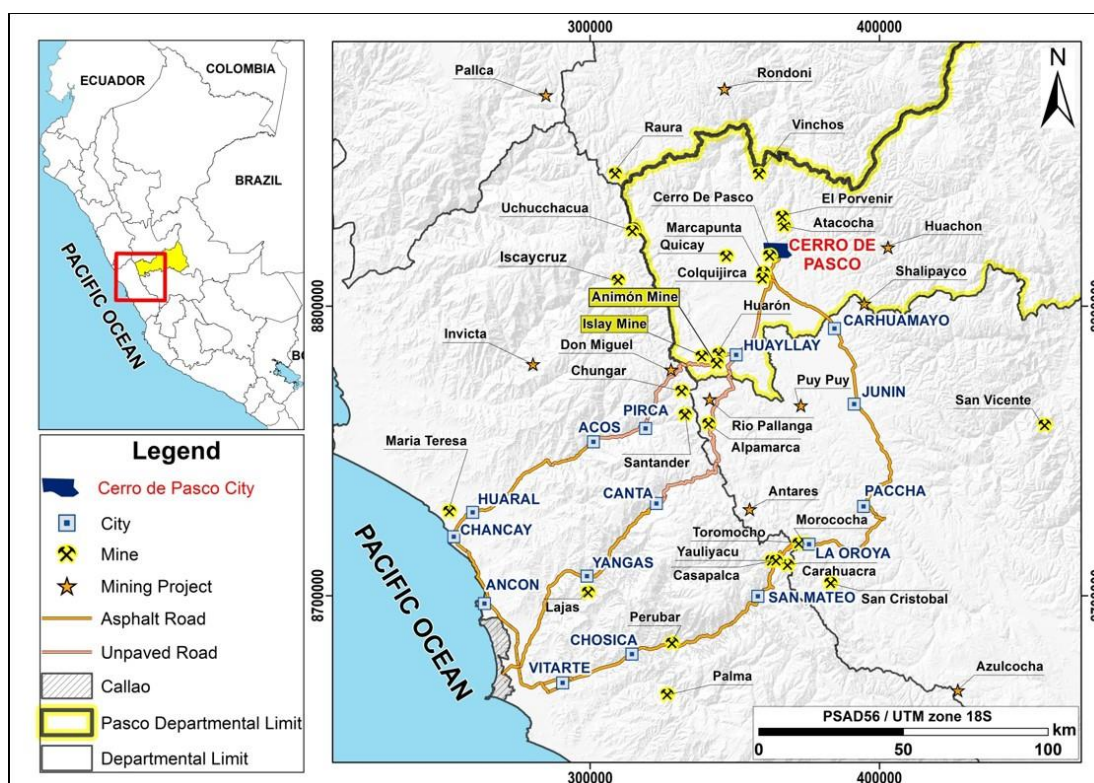 ECUADOR
COLOMBIA
BRAZIL
PACIFIC OCEAN
BO
Legend
Cerro de Pasco City
City
Mine
Mining Project
Asphalt Road
Unpaved Road
Callao
Pasco Departmental Limit
Departmental Limit
300000
400000
N
Pallca
Rondoni
Raura
Vinchos
Cerro De Pasco
El Porvenir
Uchucchacua
Marcapunta
Atacocha
Huachon
Quicay
CERRO DE
PASCO
Iscaycruz
Colquijirca
Shalipayco
Animón Mine
Huarón
8800000
Islay Mine
CARHUAMAYO
Invicta
Don Miguel
HUAYLLAY
Chungar
Puy Puy
JUNIN
San Vicente
PIRCA
ACOS
Rio Pallanga
Maria Teresa
Alpamarca
Santander
HUARAL
CANTA
Antares
PACCHA
CHANCAY
Toromocho
Morococha
PACIFIC OCEAN
Yauliyacu
LA OROYA
YANGAS
Casapalca
Carahuacra
ANCON
Lajas
SAN MATEO
San Cristobal
8700000
Perubar
CHOSICA
VITARTE
Palma
Azulcocha
PSAD56 / UTM zone 18S
km
0
50
100
300000
400000